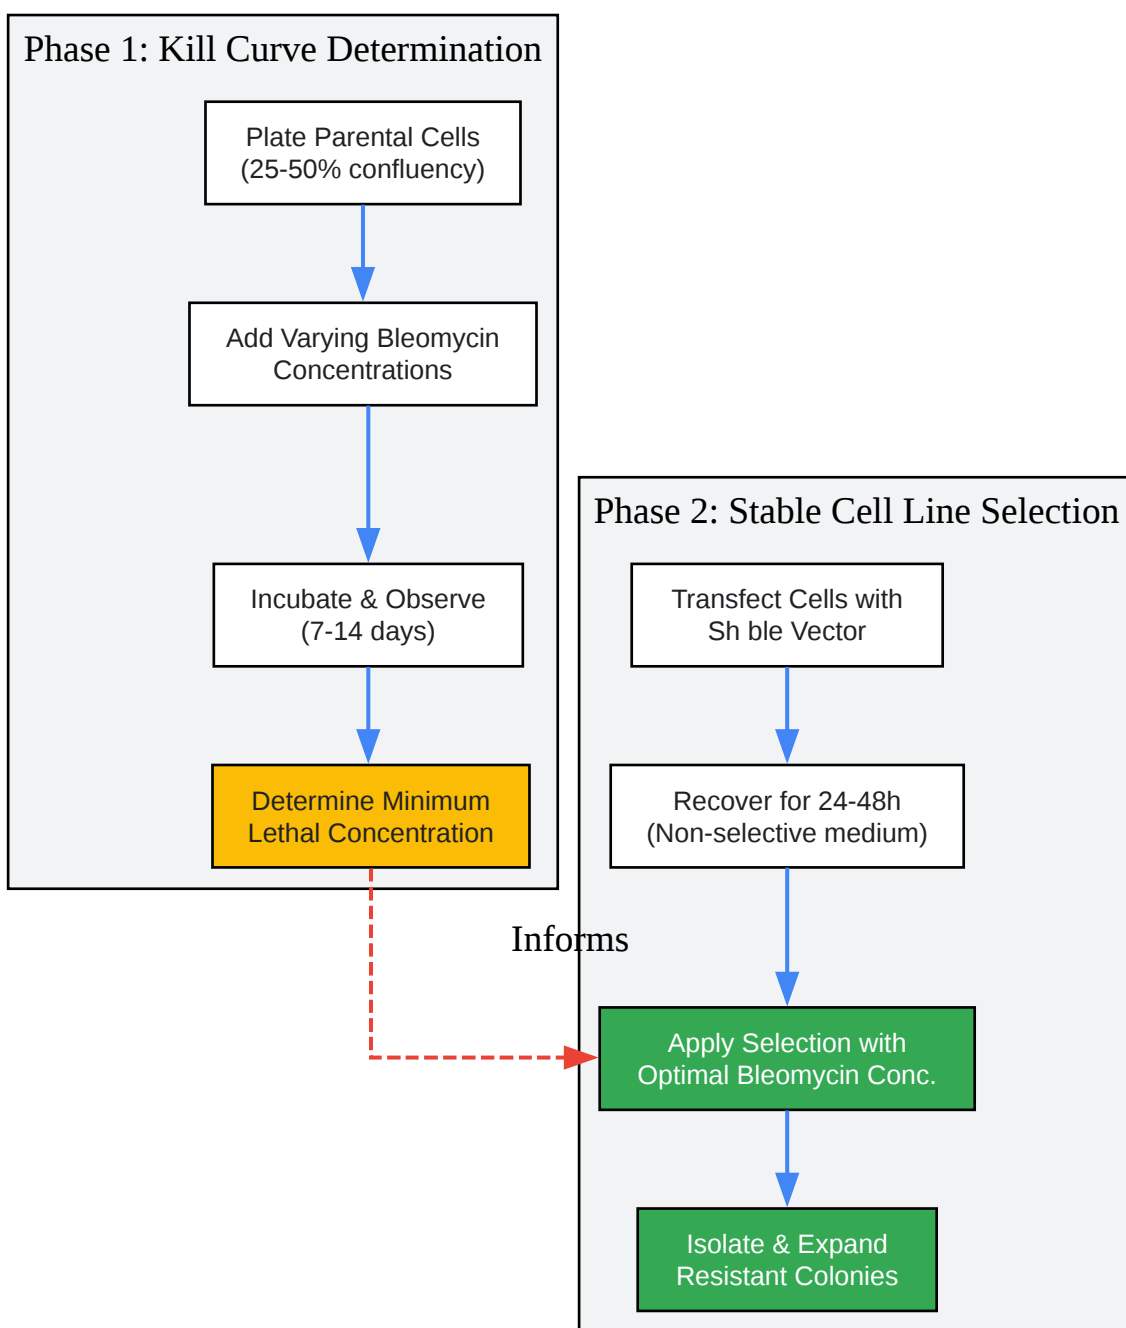 Phase 1: Kill Curve Determination
Plate Parental Cells
(25-50% confluency)
Add Varying Bleomycin
Concentrations
Incubate & Observe
(7-14 days)
Determine Minimum
Lethal Concentration
Informs
Phase 2: Stable Cell Line Selection
Transfect Cells with
Sh ble Vector
Recover for 24-48h
(Non-selective medium)
Apply Selection with
Optimal Bleomycin Conc.
Isolate & Expand
Resistant Colonies